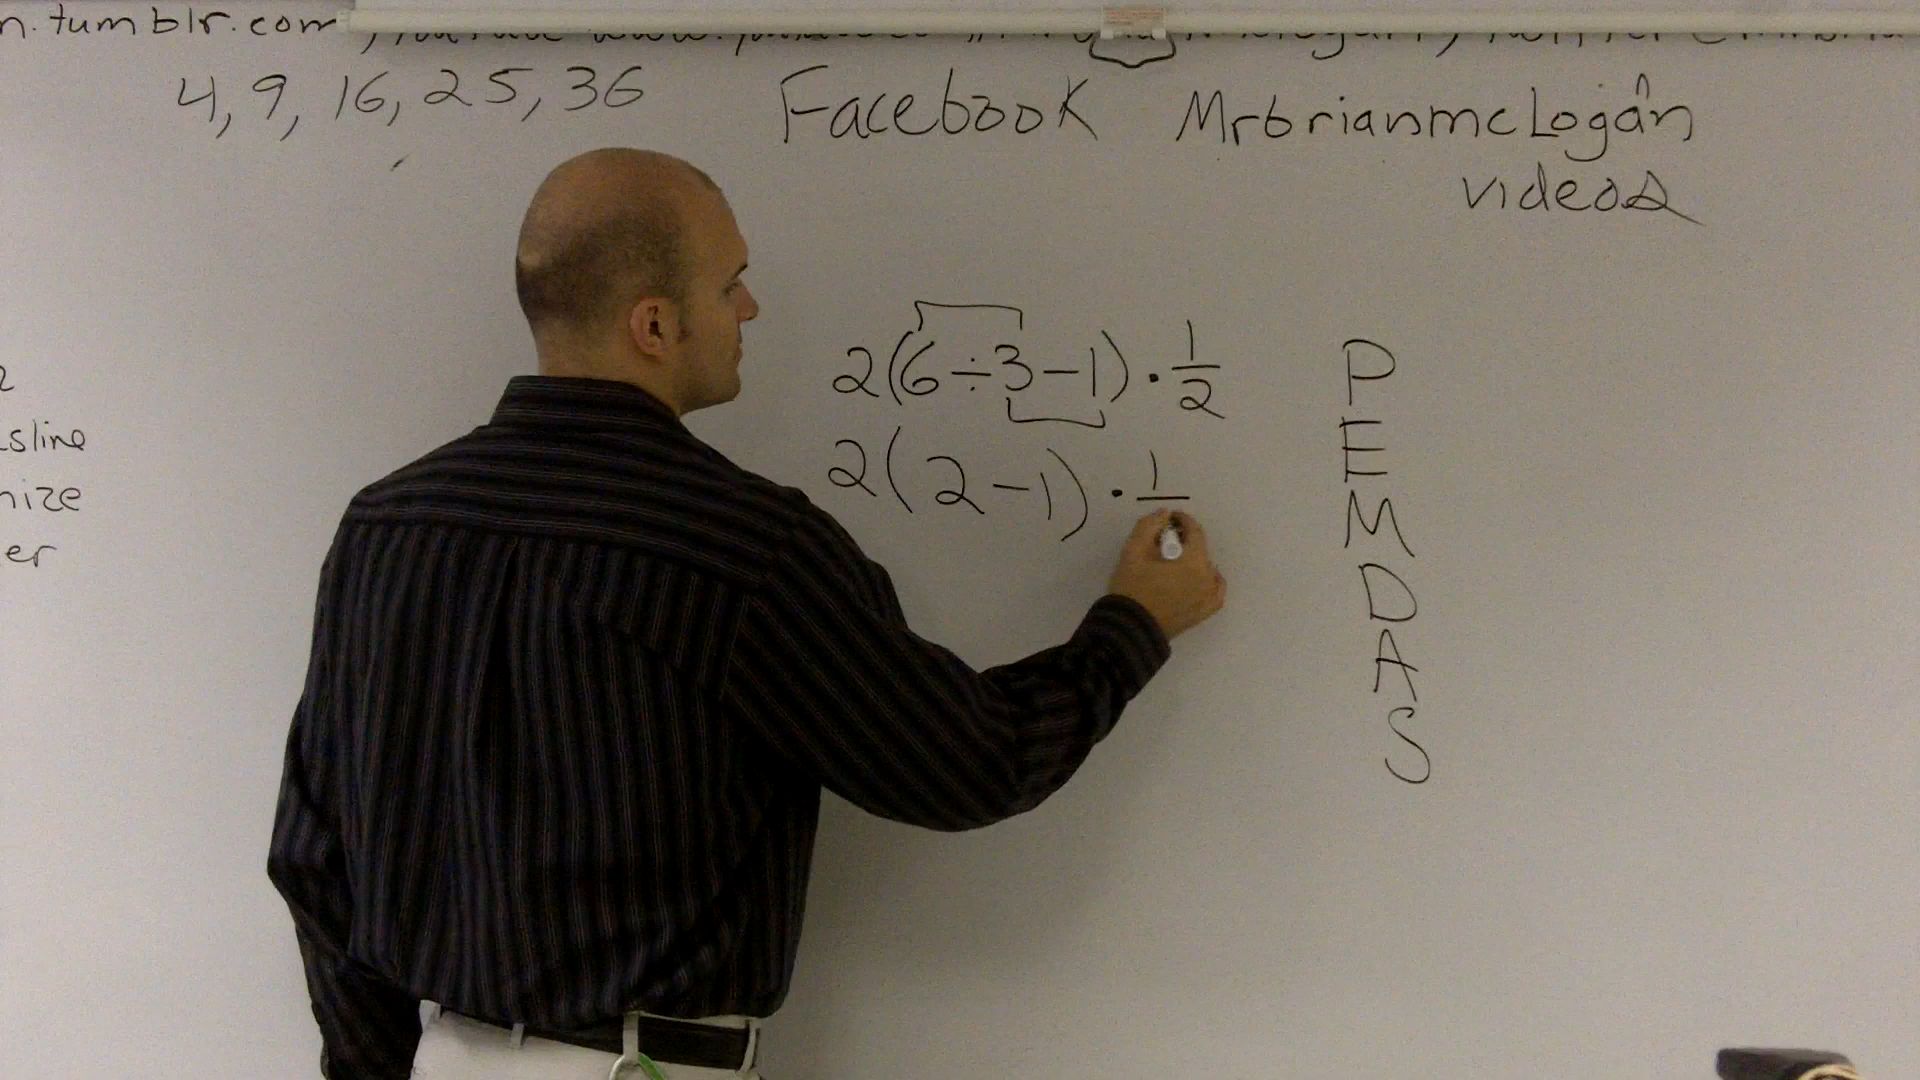 n.tumblr.com
4, 9, 16, 25, 36
Facebook MrbrianmcLogan
videos
2(6÷3-1)·1/2
2(2-1)·1/
P
E
M
D
A
S
2
sline
nize
er